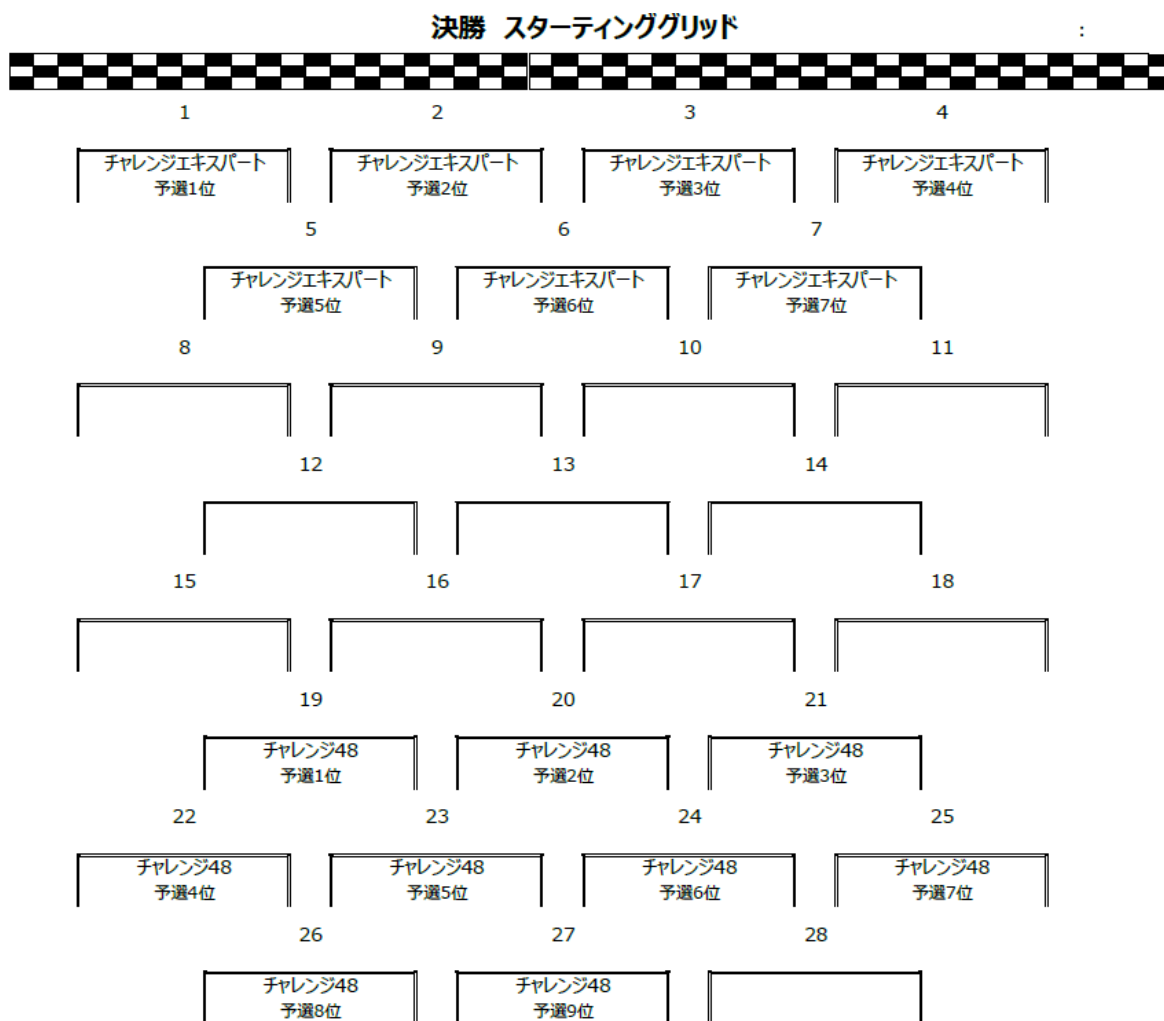 決勝 スターティンググリッド :
1 2 3 4
チャレンジエキスパート チャレンジエキスパート チャレンジエキスパート チャレンジエキスパート
予選1位 予選2位 予選3位 予選4位
5 6 7
チャレンジエキスパート チャレンジエキスパート チャレンジエキスパート
予選5位 予選6位 予選7位
8 9 10 11
12 13 14
15 16 17 18
19 20 21
チャレンジ48 チャレンジ48 チャレンジ48
予選1位 予選2位 予選3位
22 23 24 25
チャレンジ48 チャレンジ48 チャレンジ48 チャレンジ48
予選4位 予選5位 予選6位 予選7位
26 27 28
チャレンジ48 チャレンジ48
予選8位 予選9位